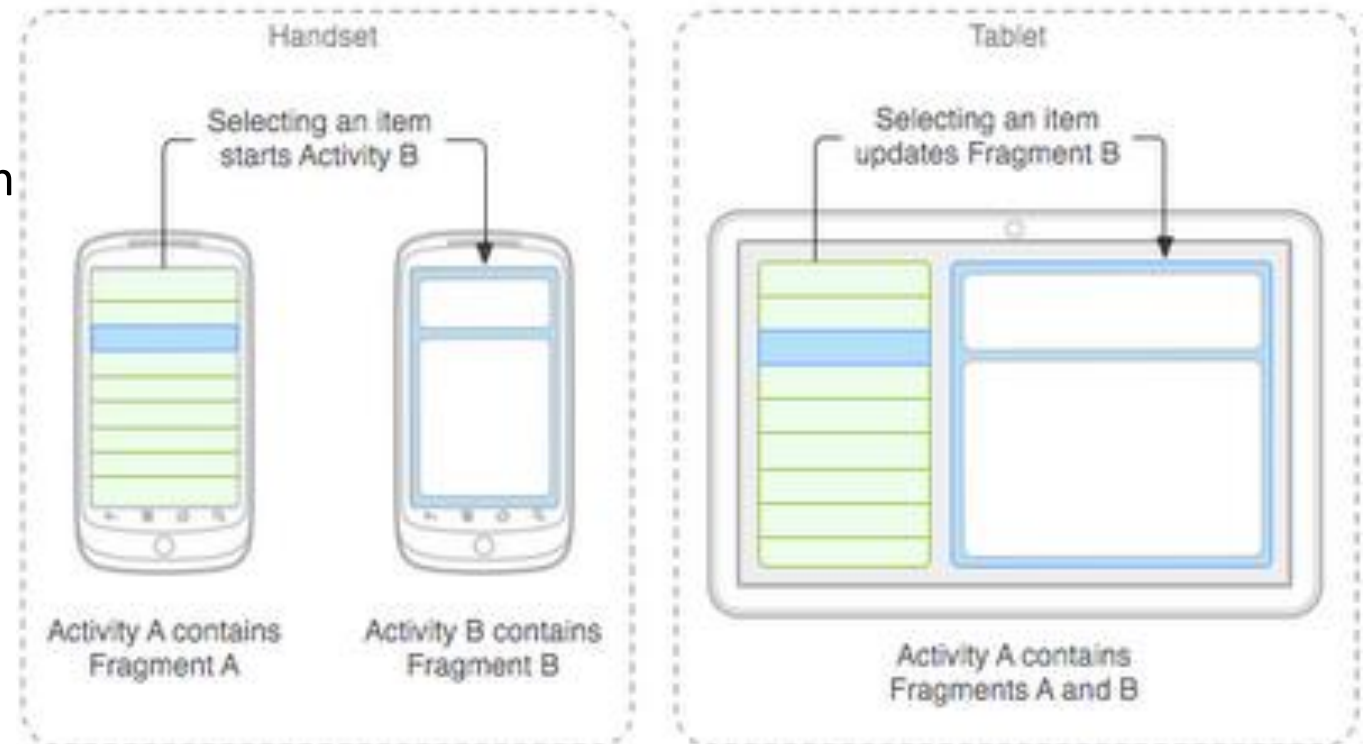 Handset
Selecting an item
starts Activity B
n
Activity A contains
Fragment A
Activity B contains
Fragment B
Tablet
Selecting an item
updates Fragment B
Activity A contains
Fragments A and B